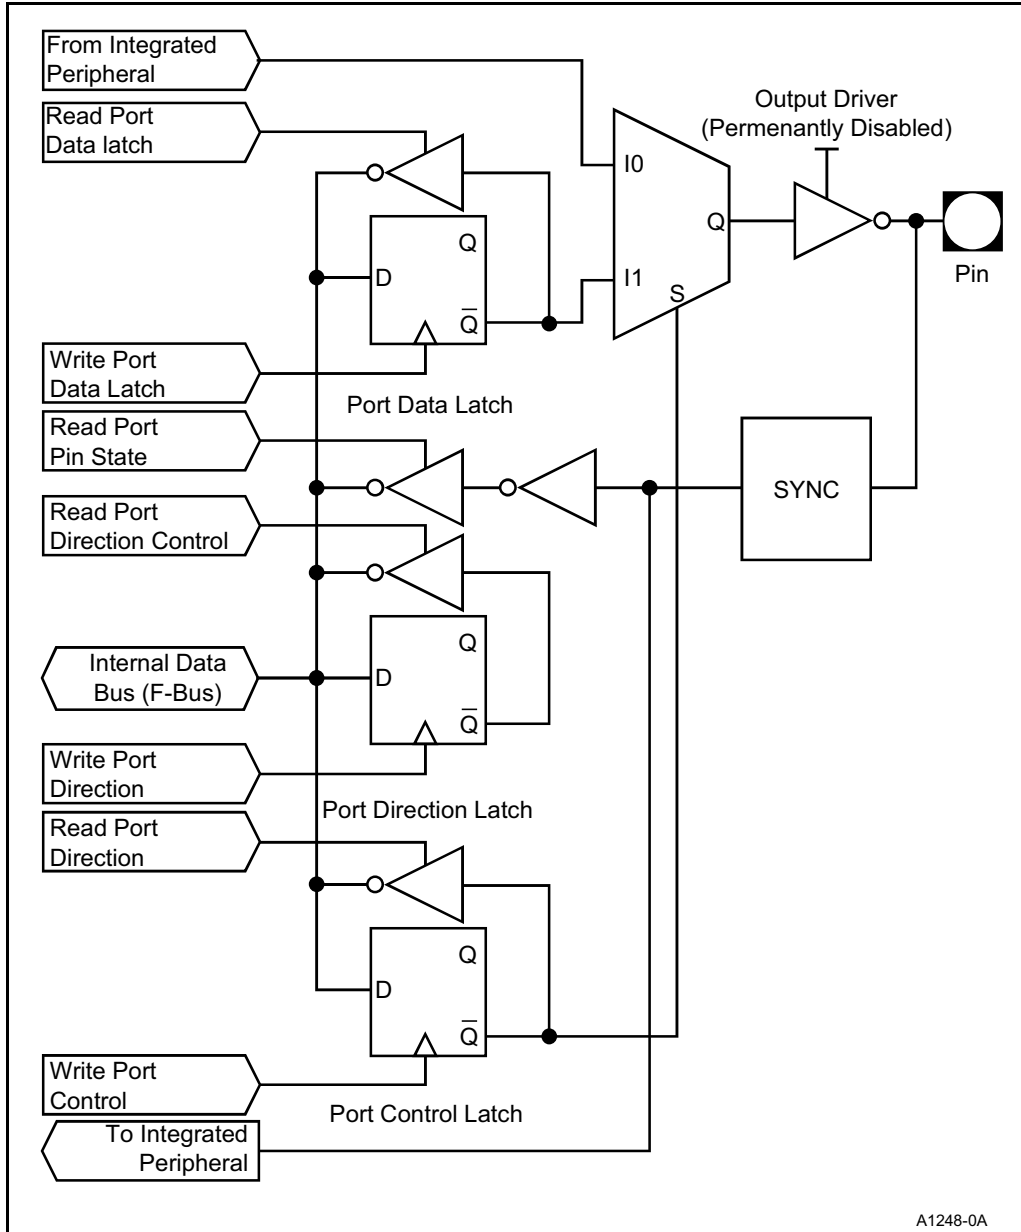 From Integrated
Peripheral
Read Port
Data latch
Output Driver
(Permenantly Disabled)
I0
Q
Q
Pin
D
I1
S
Q̅
Write Port
Data Latch
Port Data Latch
Read Port
Pin State
SYNC
Read Port
Direction Control
Q
Internal Data
Bus (F-Bus)
D
Q̅
Write Port
Direction
Port Direction Latch
Read Port
Direction
Q
D
Q̅
Write Port
Control
Port Control Latch
To Integrated
Peripheral
A1248-0A